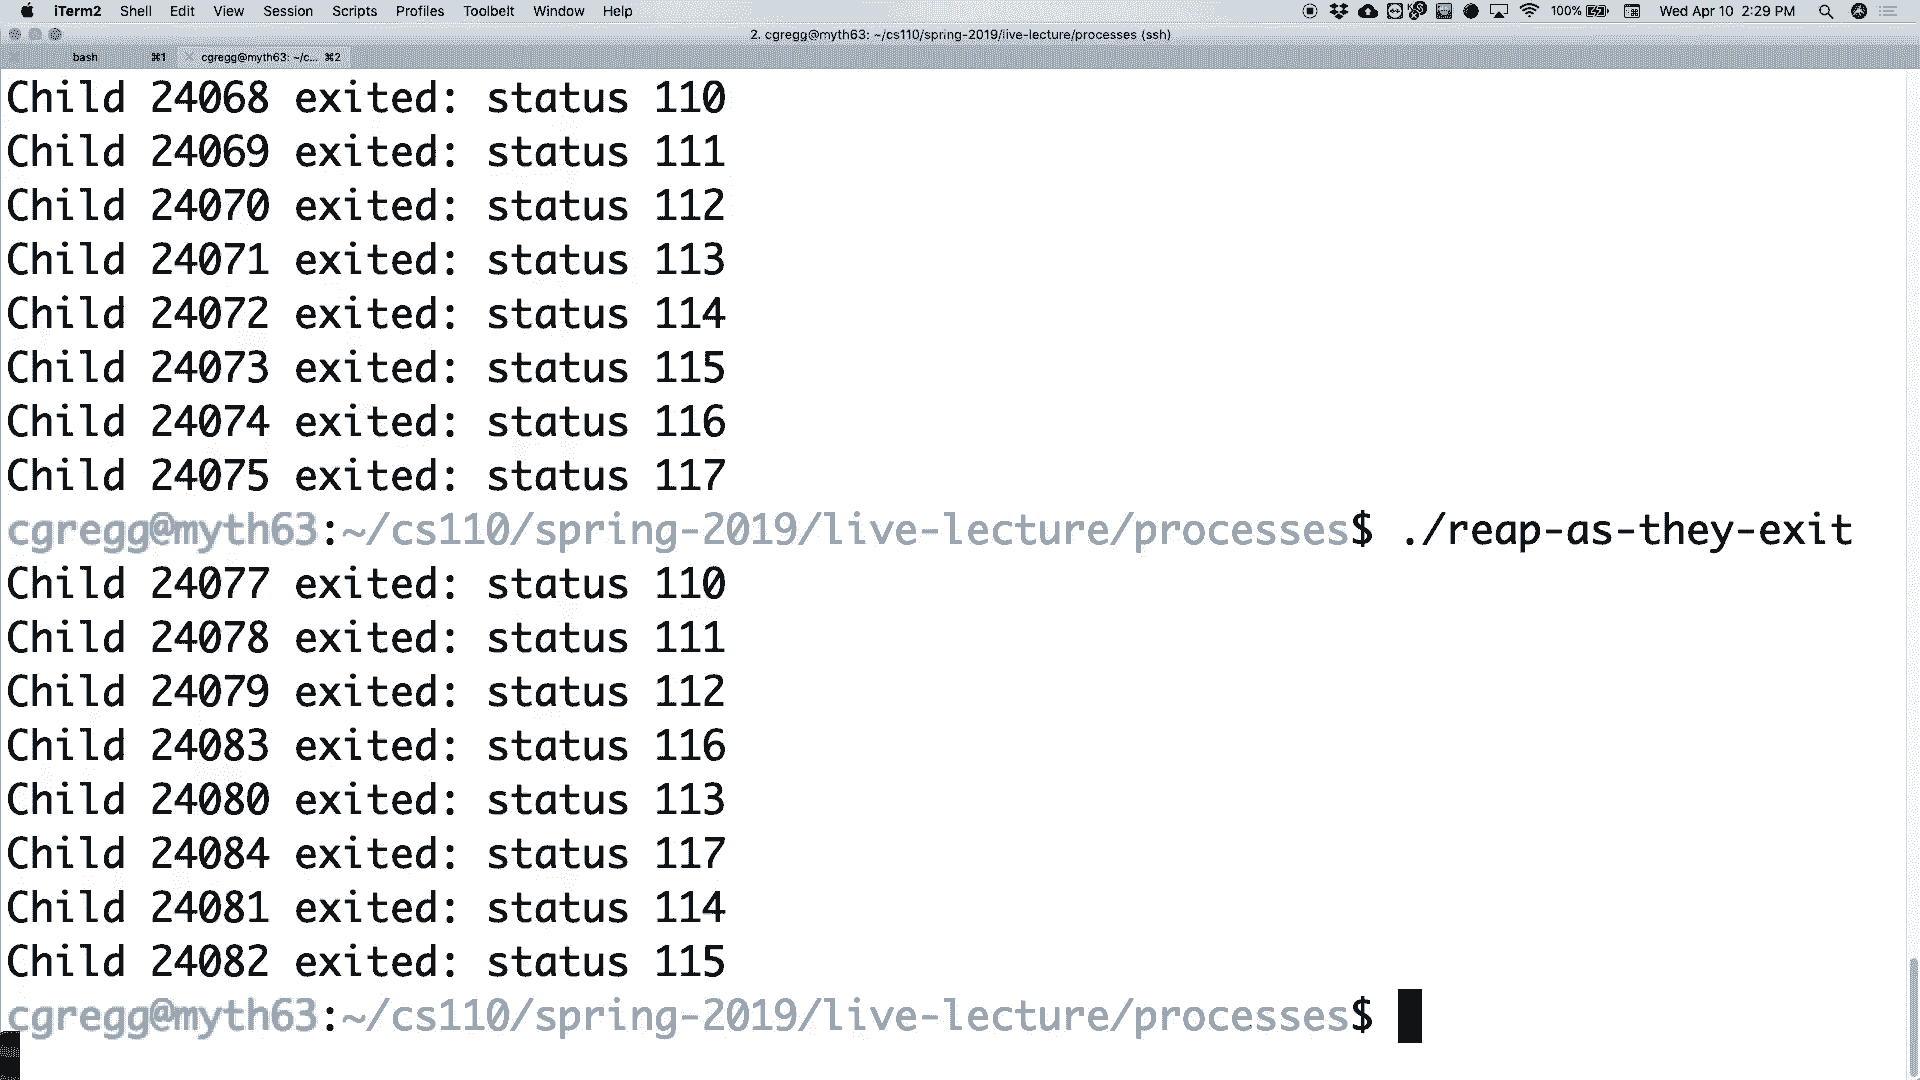 iTerm2 Shell Edit View Session Scripts Profiles Toolbelt Window Help 100% Wed Apr 10 2:29 PM
2. cgregg@myth63: ~/cs110/spring-2019/live-lecture/processes (ssh)
bash ⌘1 cgregg@myth63: ~/c... ⌘2
Child 24068 exited: status 110
Child 24069 exited: status 111
Child 24070 exited: status 112
Child 24071 exited: status 113
Child 24072 exited: status 114
Child 24073 exited: status 115
Child 24074 exited: status 116
Child 24075 exited: status 117
cgregg@myth63:~/cs110/spring-2019/live-lecture/processes$ ./reap-as-they-exit
Child 24077 exited: status 110
Child 24078 exited: status 111
Child 24079 exited: status 112
Child 24083 exited: status 116
Child 24080 exited: status 113
Child 24084 exited: status 117
Child 24081 exited: status 114
Child 24082 exited: status 115
cgregg@myth63:~/cs110/spring-2019/live-lecture/processes$